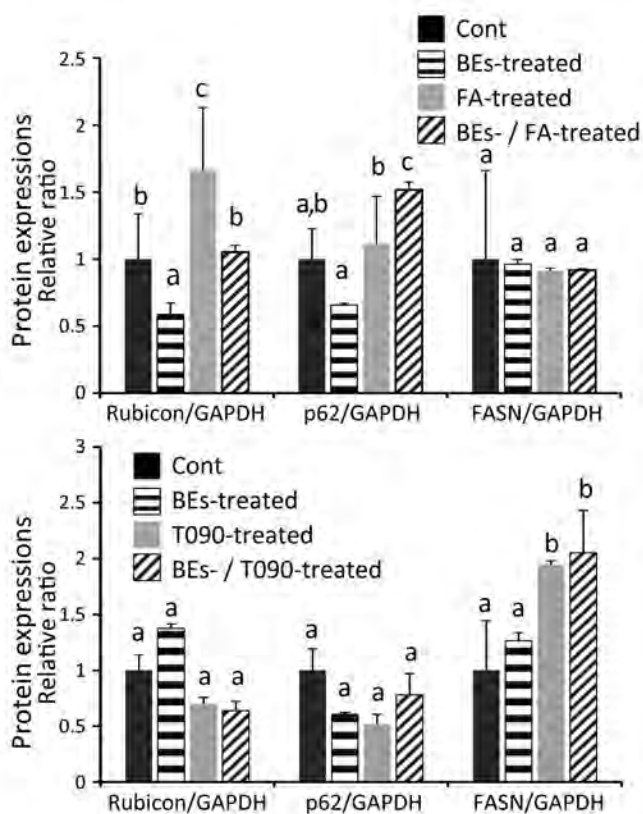 Cont
BEs-treated
FA-treated
BEs- / FA-treated
Protein expressions
Relative ratio
2.5
2
1.5
1
0.5
0
b
a
c
b
a,b
a
b
c
a
a
a
a
Rubicon/GAPDH
p62/GAPDH
FASN/GAPDH
Cont
BEs-treated
T090-treated
BEs- / T090-treated
Protein expressions
Relative ratio
3
2.5
2
1.5
1
0.5
0
a
a
a
a
a
a
a
a
a
a
b
b
Rubicon/GAPDH
p62/GAPDH
FASN/GAPDH